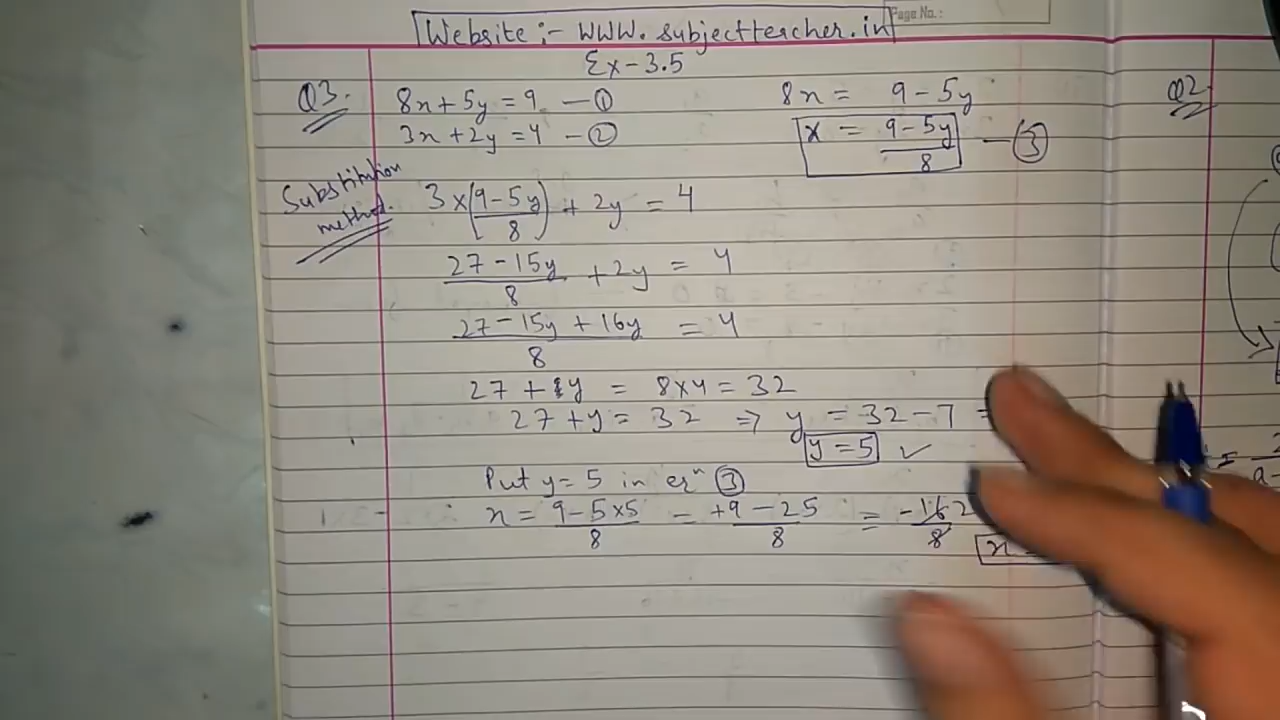 Page No.:
Website :- WWW.subjectteacher.in
Ex-3.5
Q3.
8x + 5y = 9 — ①
3x + 2y = 4 — ②
8x = 9 - 5y
x = 9 - 5y / 8 — ③
Substitution
method.
3 × (9 - 5y / 8) + 2y = 4
27 - 15y / 8 + 2y = 4
27 - 15y + 16y / 8 = 4
27 + 1y = 8×4 = 32
27 + y = 32 ⇒ y = 32 - 7 =
y = 5 ✓
Put y = 5 in eqⁿ ③
x = 9 - 5×5 / 8 = +9 - 25 / 8 = -16 2 / 8
x =
Q2.